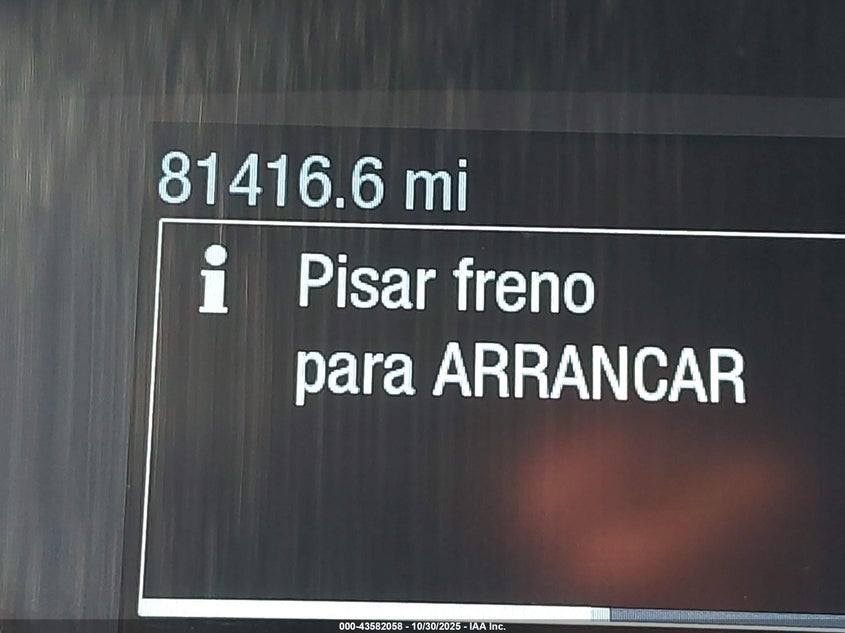 81416.6 mi
i Pisar freno
para ARRANCAR
000-43582058 - 10/30/2025 - IAA Inc.